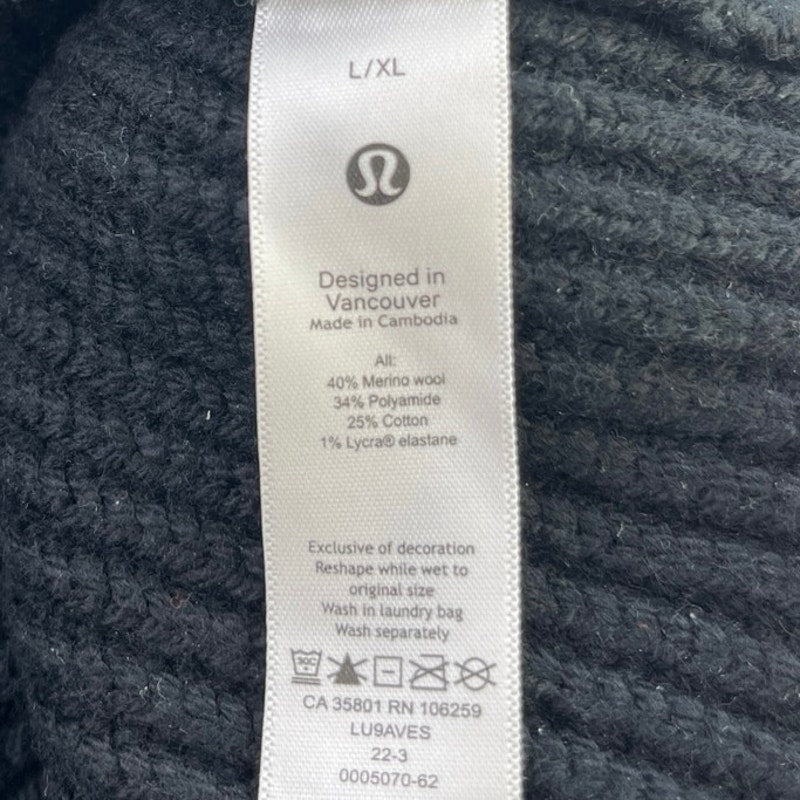 L/XL
Designed in
Vancouver
Made in Cambodia
All:
40% Merino wool
34% Polyamide
25% Cotton
1% Lycra® elastane
Exclusive of decoration
Reshape while wet to
original size
Wash in laundry bag
Wash separately
30C
CA 35801 RN 106259
LU9AVES
22-3
0005070-62